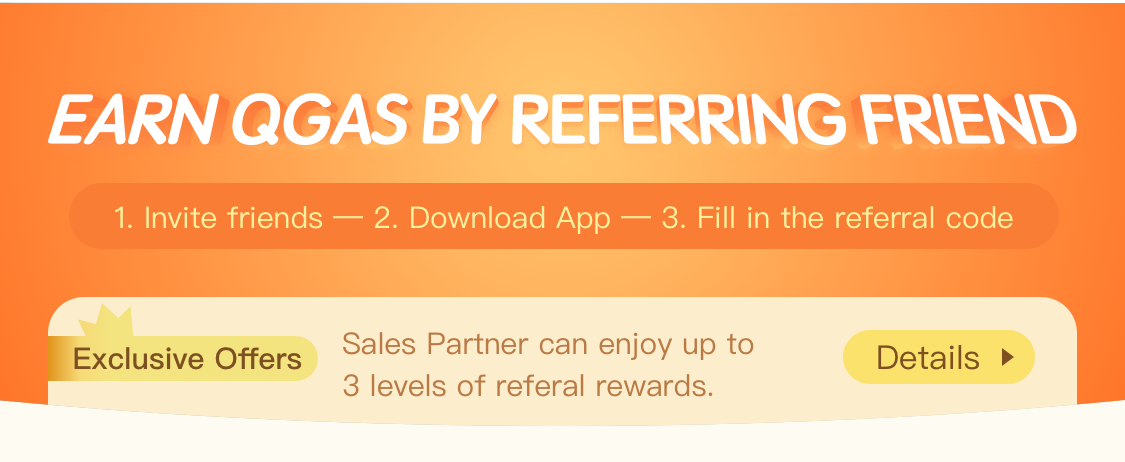 EARN QGAS BY REFERRING FRIEND
1. Invite friends — 2. Download App — 3. Fill in the referral code
Exclusive Offers
Sales Partner can enjoy up to
3 levels of referal rewards.
Details